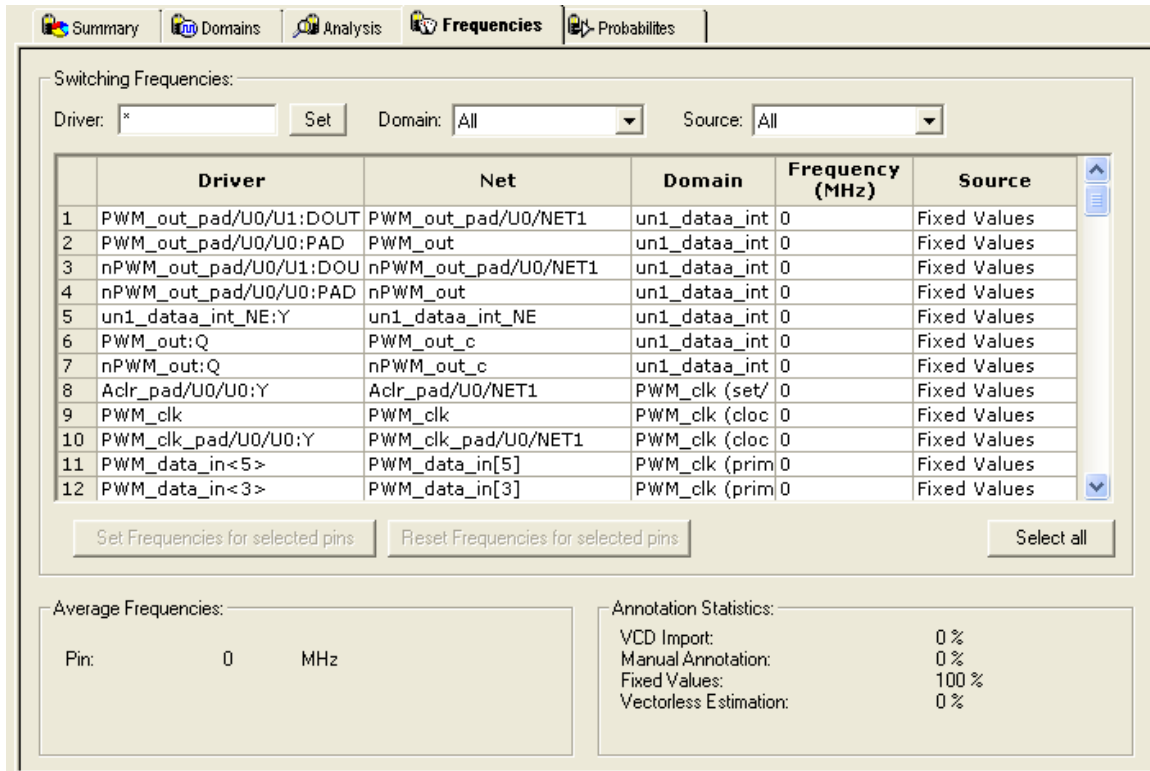 Summary Domains Analysis Frequencies Probabilites
Switching Frequencies:
Driver: * Set Domain: All Source: All
Driver Net Domain Frequency (MHz) Source
1 PWM_out_pad/U0/U1:DOUT PWM_out_pad/U0/NET1 un1_dataa_int 0 Fixed Values
2 PWM_out_pad/U0/U0:PAD PWM_out un1_dataa_int 0 Fixed Values
3 nPWM_out_pad/U0/U1:DOU nPWM_out_pad/U0/NET1 un1_dataa_int 0 Fixed Values
4 nPWM_out_pad/U0/U0:PAD nPWM_out un1_dataa_int 0 Fixed Values
5 un1_dataa_int_NE:Y un1_dataa_int_NE un1_dataa_int 0 Fixed Values
6 PWM_out:Q PWM_out_c un1_dataa_int 0 Fixed Values
7 nPWM_out:Q nPWM_out_c un1_dataa_int 0 Fixed Values
8 Aclr_pad/U0/U0:Y Aclr_pad/U0/NET1 PWM_clk (set/ 0 Fixed Values
9 PWM_clk PWM_clk PWM_clk (cloc 0 Fixed Values
10 PWM_clk_pad/U0/U0:Y PWM_clk_pad/U0/NET1 PWM_clk (cloc 0 Fixed Values
11 PWM_data_in<5> PWM_data_in[5] PWM_clk (prim 0 Fixed Values
12 PWM_data_in<3> PWM_data_in[3] PWM_clk (prim 0 Fixed Values
Set Frequencies for selected pins Reset Frequencies for selected pins Select all
Average Frequencies:
Pin: 0 MHz
Annotation Statistics:
VCD Import: 0 %
Manual Annotation: 0 %
Fixed Values: 100 %
Vectorless Estimation: 0 %